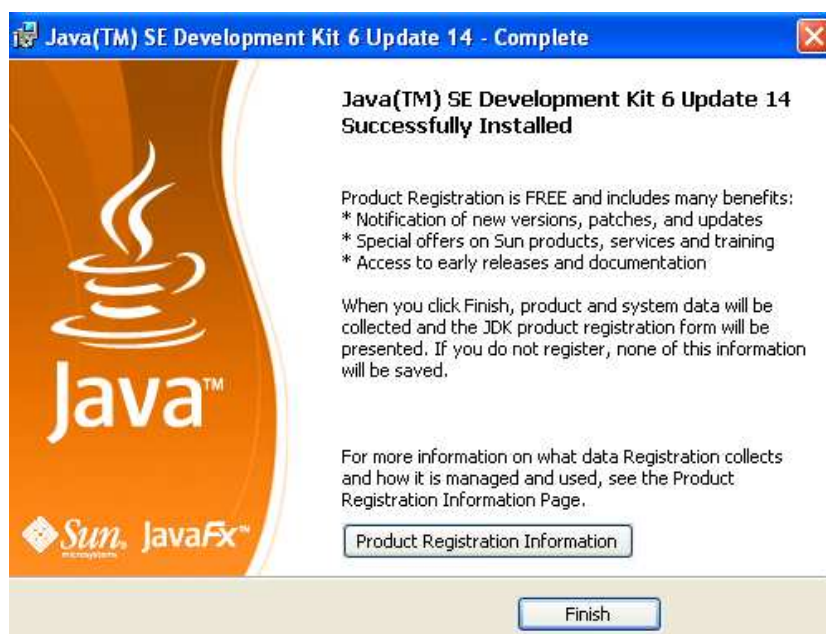 Java(TM) SE Development Kit 6 Update 14 - Complete
Java(TM) SE Development Kit 6 Update 14
Successfully Installed
Product Registration is FREE and includes many benefits:
* Notification of new versions, patches, and updates
* Special offers on Sun products, services and training
* Access to early releases and documentation
When you click Finish, product and system data will be
collected and the JDK product registration form will be
presented. If you do not register, none of this information
will be saved.
Java™
For more information on what data Registration collects
and how it is managed and used, see the Product
Registration Information Page.
Sun microsystems JavaFx™
Product Registration Information
Finish